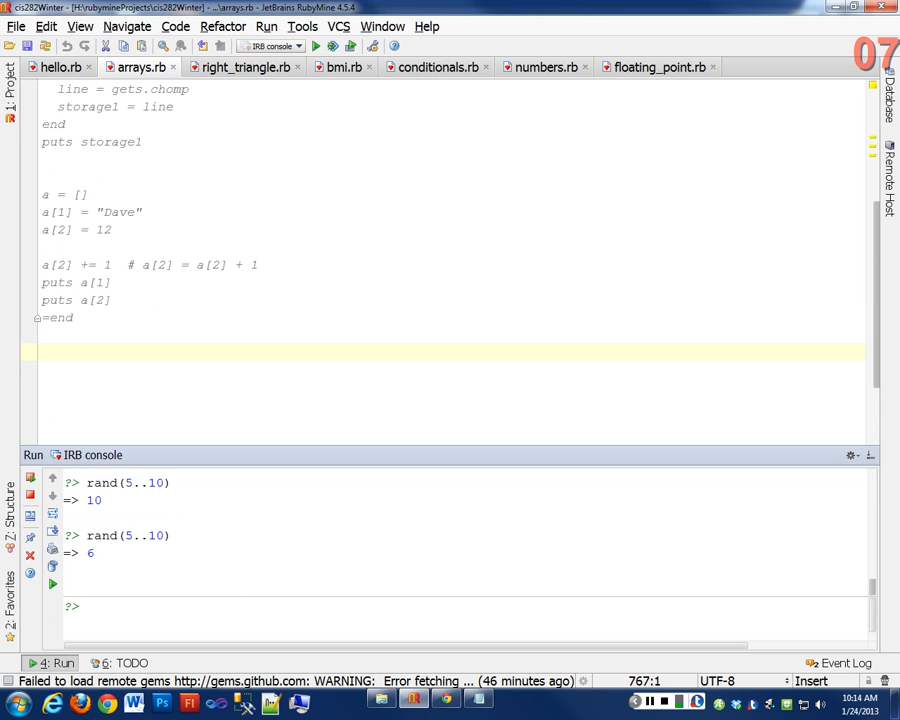 cis282Winter - [H:\rubymineProjects\cis282Winter] - ...\arrays.rb - JetBrains RubyMine 4.5.4
File Edit View Navigate Code Refactor Run Tools VCS Window Help
IRB console
07
hello.rb arrays.rb right_triangle.rb bmi.rb conditionals.rb numbers.rb floating_point.rb
1: Project
Database
Remote Host
line = gets.chomp
storage1 = line
end
puts storage1
a = []
a[1] = "Dave"
a[2] = 12
a[2] += 1 # a[2] = a[2] + 1
puts a[1]
puts a[2]
=end
Run IRB console
?> rand(5..10)
=> 10
?> rand(5..10)
=> 6
?>
Z: Structure
2: Favorites
4: Run 6: TODO
2 Event Log
Failed to load remote gems http://gems.github.com: WARNING: Error fetching ... (46 minutes ago) 767:1 UTF-8 Insert
10:14 AM
1/24/2013